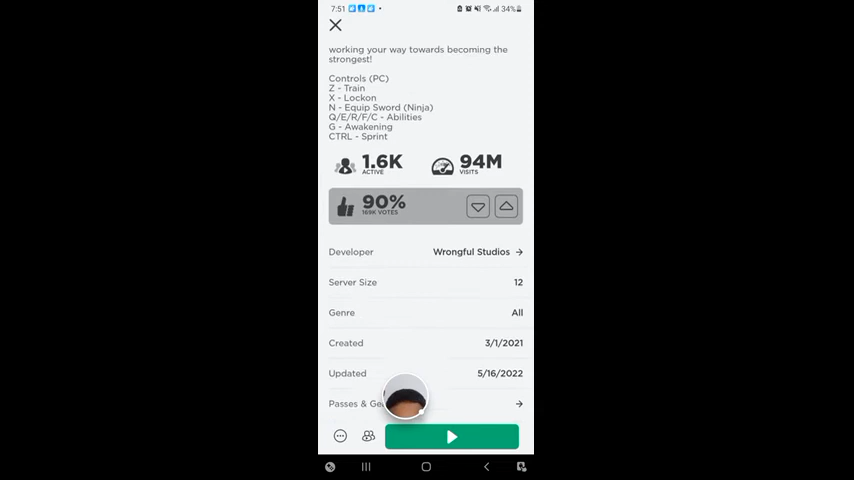 7:51
34%
working your way towards becoming the
strongest!
Controls (PC)
Z - Train
X - Lockon
N - Equip Sword (Ninja)
Q/E/R/F/C - Abilities
G - Awakening
CTRL - Sprint
1.6K
ACTIVE
94M
VISITS
90%
169K VOTES
Developer
Wrongful Studios
Server Size
12
Genre
All
Created
3/1/2021
Updated
5/16/2022
Passes &